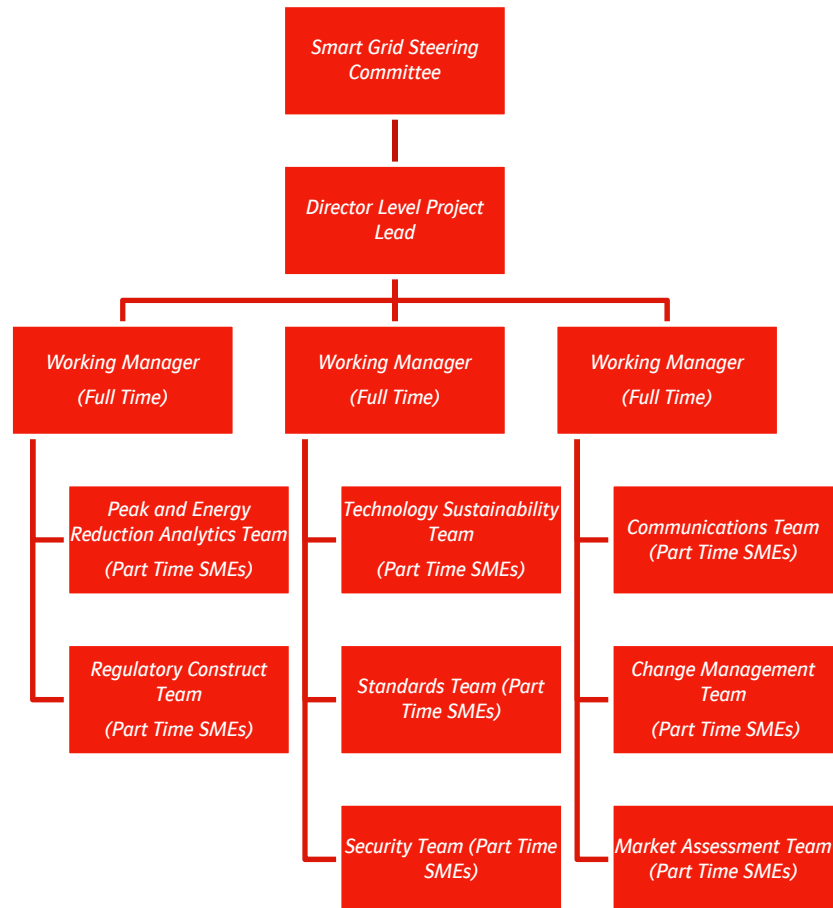 Smart Grid Steering
Committee
Director Level Project
Lead
Working Manager
(Full Time)
Working Manager
(Full Time)
Working Manager
(Full Time)
Peak and Energy
Reduction Analytics Team
(Part Time SMEs)
Technology Sustainability
Team
(Part Time SMEs)
Communications Team
(Part Time SMEs)
Regulatory Construct
Team
(Part Time SMEs)
Standards Team (Part
Time SMEs)
Change Management
Team
(Part Time SMEs)
Security Team (Part Time
SMEs)
Market Assessment Team
(Part Time SMEs)